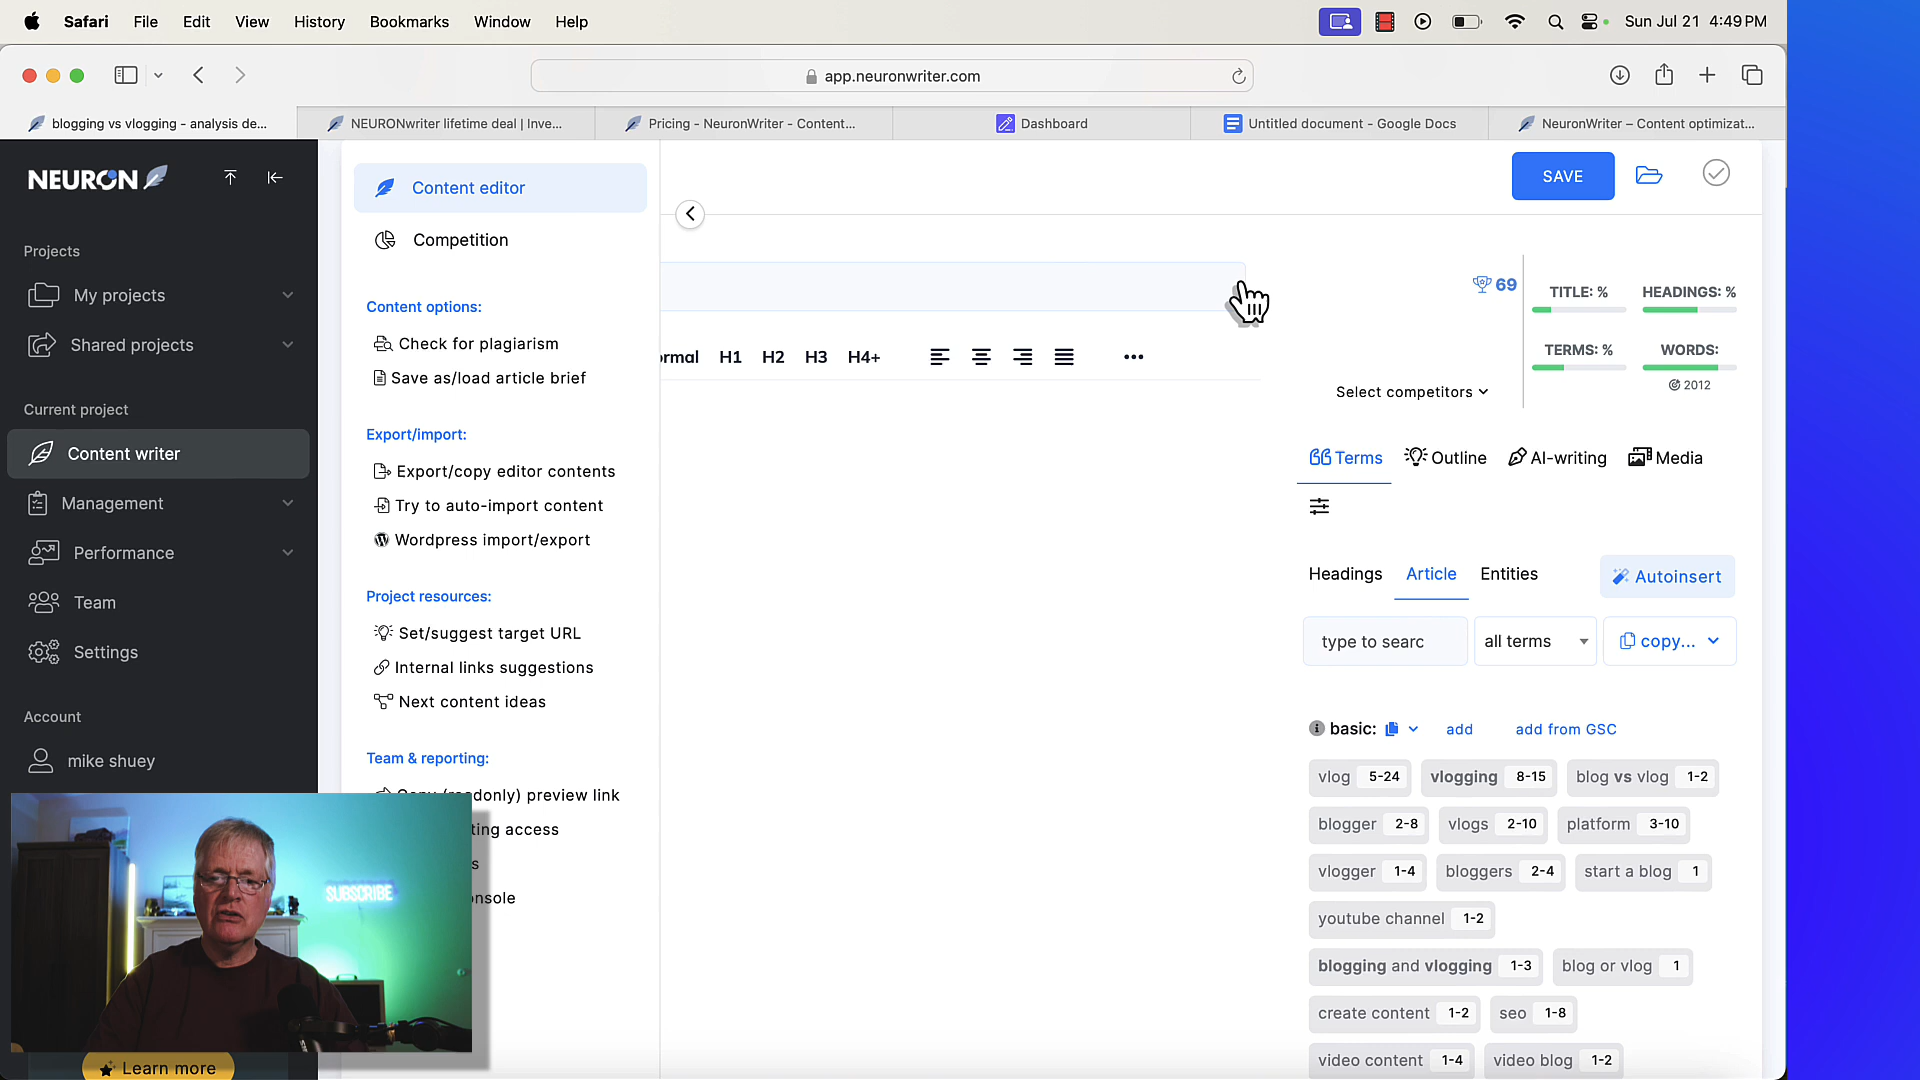 Safari File Edit View History Bookmarks Window Help Sun Jul 21 4:49 PM
app.neuronwriter.com
blogging vs vlogging - analysis de...
NEURONwriter lifetime deal | Inve...
Pricing - NeuronWriter - Content...
Dashboard
Untitled document - Google Docs
NeuronWriter – Content optimizat...
NEURON
Projects
My projects
Shared projects
Current project
Content writer
Management
Performance
Team
Settings
Account
mike shuey
SUBSCRIBE
Learn more
Content editor
Competition
Content options:
Check for plagiarism
Save as/load article brief
Export/import:
Export/copy editor contents
Try to auto-import content
Wordpress import/export
Project resources:
Set/suggest target URL
Internal links suggestions
Next content ideas
Team & reporting:
Copy (readonly) preview link
ting access
s
onsole
ormal H1 H2 H3 H4+
SAVE
69
TITLE: % HEADINGS: %
TERMS: % WORDS:
2012
Select competitors
Terms Outline AI-writing Media
Headings Article Entities Autoinsert
type to searc all terms copy...
basic: add add from GSC
vlog 5-24 vlogging 8-15 blog vs vlog 1-2
blogger 2-8 vlogs 2-10 platform 3-10
vlogger 1-4 bloggers 2-4 start a blog 1
youtube channel 1-2
blogging and vlogging 1-3 blog or vlog 1
create content 1-2 seo 1-8
video content 1-4 video blog 1-2